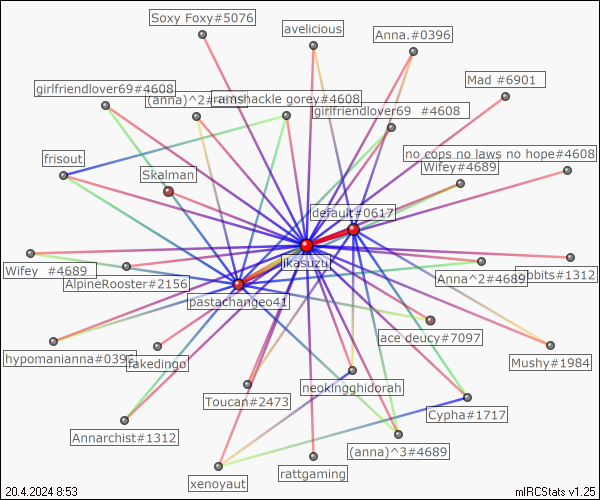 Soxy Foxy#5076
avelicious
Anna.#0396
Mad #6901
girlfriendlover69#4608
(anna)^2#
ramshackle gorey#4608
girlfriendlover69 #4608
frisout
no cops no laws no hope#4608
Skalman
Wifey#4689
default#0617
ikasuzu
Wifey #4689
AlpineRooster#2156
Anna^2#4689
#1312
pastachangeo41
ace deucy#7097
hypomanianna#0396
fakedingo
Mushy#1984
neokingghidorah
Toucan#2473
Cypha#1717
Annarchist#1312
(anna)^3#4689
xenoyaut
rattgaming
20.4.2024 8:53
mIRCStats v1.25